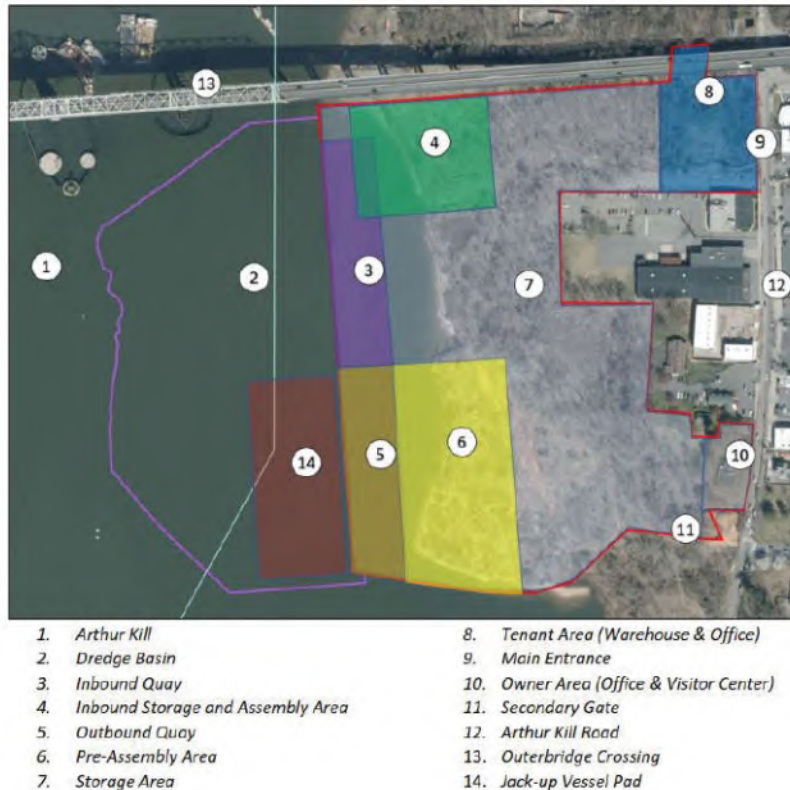 13
8
4
9
1
2
3
7
12
14
5
6
10
11
1. Arthur Kill
2. Dredge Basin
3. Inbound Quay
4. Inbound Storage and Assembly Area
5. Outbound Quay
6. Pre-Assembly Area
7. Storage Area
8. Tenant Area (Warehouse & Office)
9. Main Entrance
10. Owner Area (Office & Visitor Center)
11. Secondary Gate
12. Arthur Kill Road
13. Outerbridge Crossing
14. Jack-up Vessel Pad